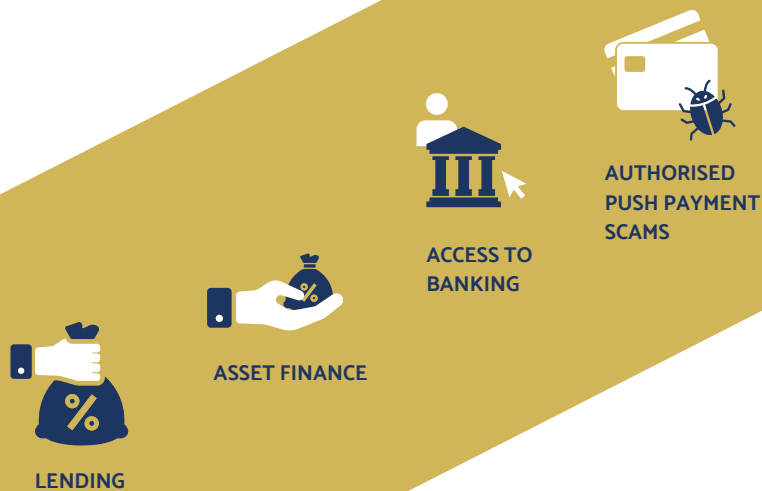 AUTHORISED
PUSH PAYMENT
SCAMS
ACCESS TO
BANKING
ASSET FINANCE
LENDING